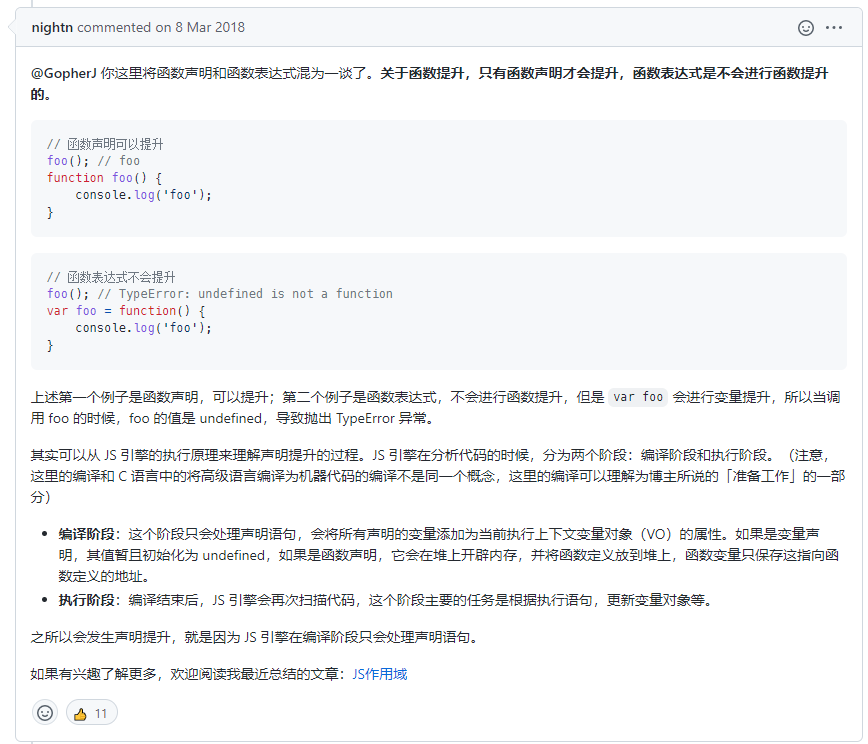 nightn commented on 8 Mar 2018
@GopherJ 你这里将函数声明和函数表达式混为一谈了。关于函数提升，只有函数声明才会提升，函数表达式是不会进行函数提升
的。
// 函数声明可以提升
foo(); // foo
function foo() {
    console.log('foo');
}
// 函数表达式不会提升
foo(); // TypeError: undefined is not a function
var foo = function() {
    console.log('foo');
}
上述第一个例子是函数声明，可以提升；第二个例子是函数表达式，不会进行函数提升，但是 var foo 会进行变量提升，所以当调
用 foo 的时候，foo 的值是 undefined，导致抛出 TypeError 异常。
其实可以从 JS 引擎的执行原理来理解声明提升的过程。JS 引擎在分析代码的时候，分为两个阶段：编译阶段和执行阶段。（注意，
这里的编译和 C 语言中的将高级语言编译为机器代码的编译不是同一个概念，这里的编译可以理解为博主所说的「准备工作」的一部
分）
• 编译阶段：这个阶段只会处理声明语句，会将所有声明的变量添加为当前执行上下文变量对象（VO）的属性。如果是变量声
明，其值暂且初始化为 undefined，如果是函数声明，它会在堆上开辟内存，并将函数定义放到堆上，函数变量只保存这指向函
数定义的地址。
• 执行阶段：编译结束后，JS 引擎会再次扫描代码，这个阶段主要的任务是根据执行语句，更新变量对象等。
之所以会发生声明提升，就是因为 JS 引擎在编译阶段只会处理声明语句。
如果有兴趣了解更多，欢迎阅读我最近总结的文章：JS作用域
11